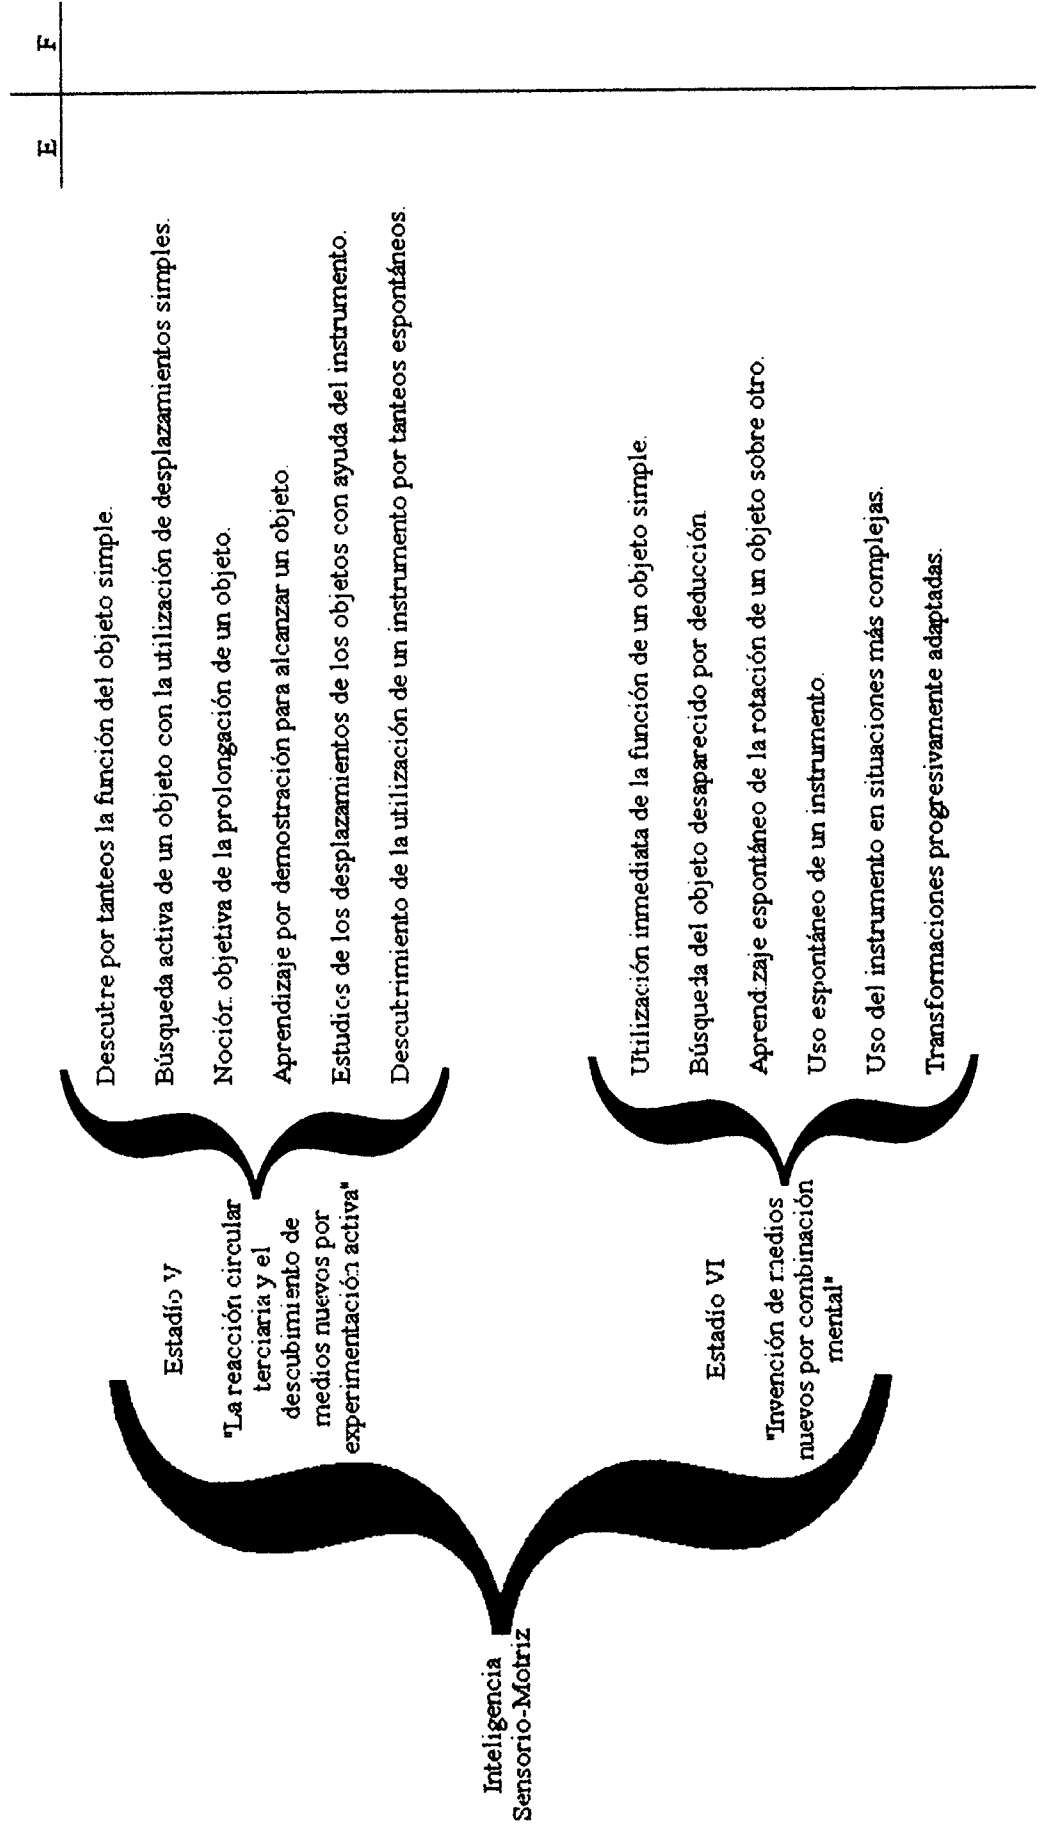 E F
Inteligencia
Sensorio-Motriz
Estadío V
"La reacción circular
terciaria y el
descubimiento de
medios nuevos por
experimentación activa"
Descutre por tanteos la función del objeto simple.
Búsqueda activa de un objeto con la utilización de desplazamientos simples.
Noción objetiva de la prolongación de un objeto.
Aprendizaje por demostración para alcanzar un objeto.
Estudios de los desplazamientos de los objetos con ayuda del instrumento.
Descutrimiento de la utilización de un instrumento por tanteos espontáneos.
Estadío VI
"Invención de medios
nuevos por combinación
mental"
Utilización inmediata de la función de un objeto simple.
Búsqueda del objeto desaparecido por deducción
Aprendizaje espontáneo de la rotación de un objeto sobre otro.
Uso espontáneo de un instrumento.
Uso del instrumento en situaciones más complejas.
Transformaciones progresivamente adaptadas.